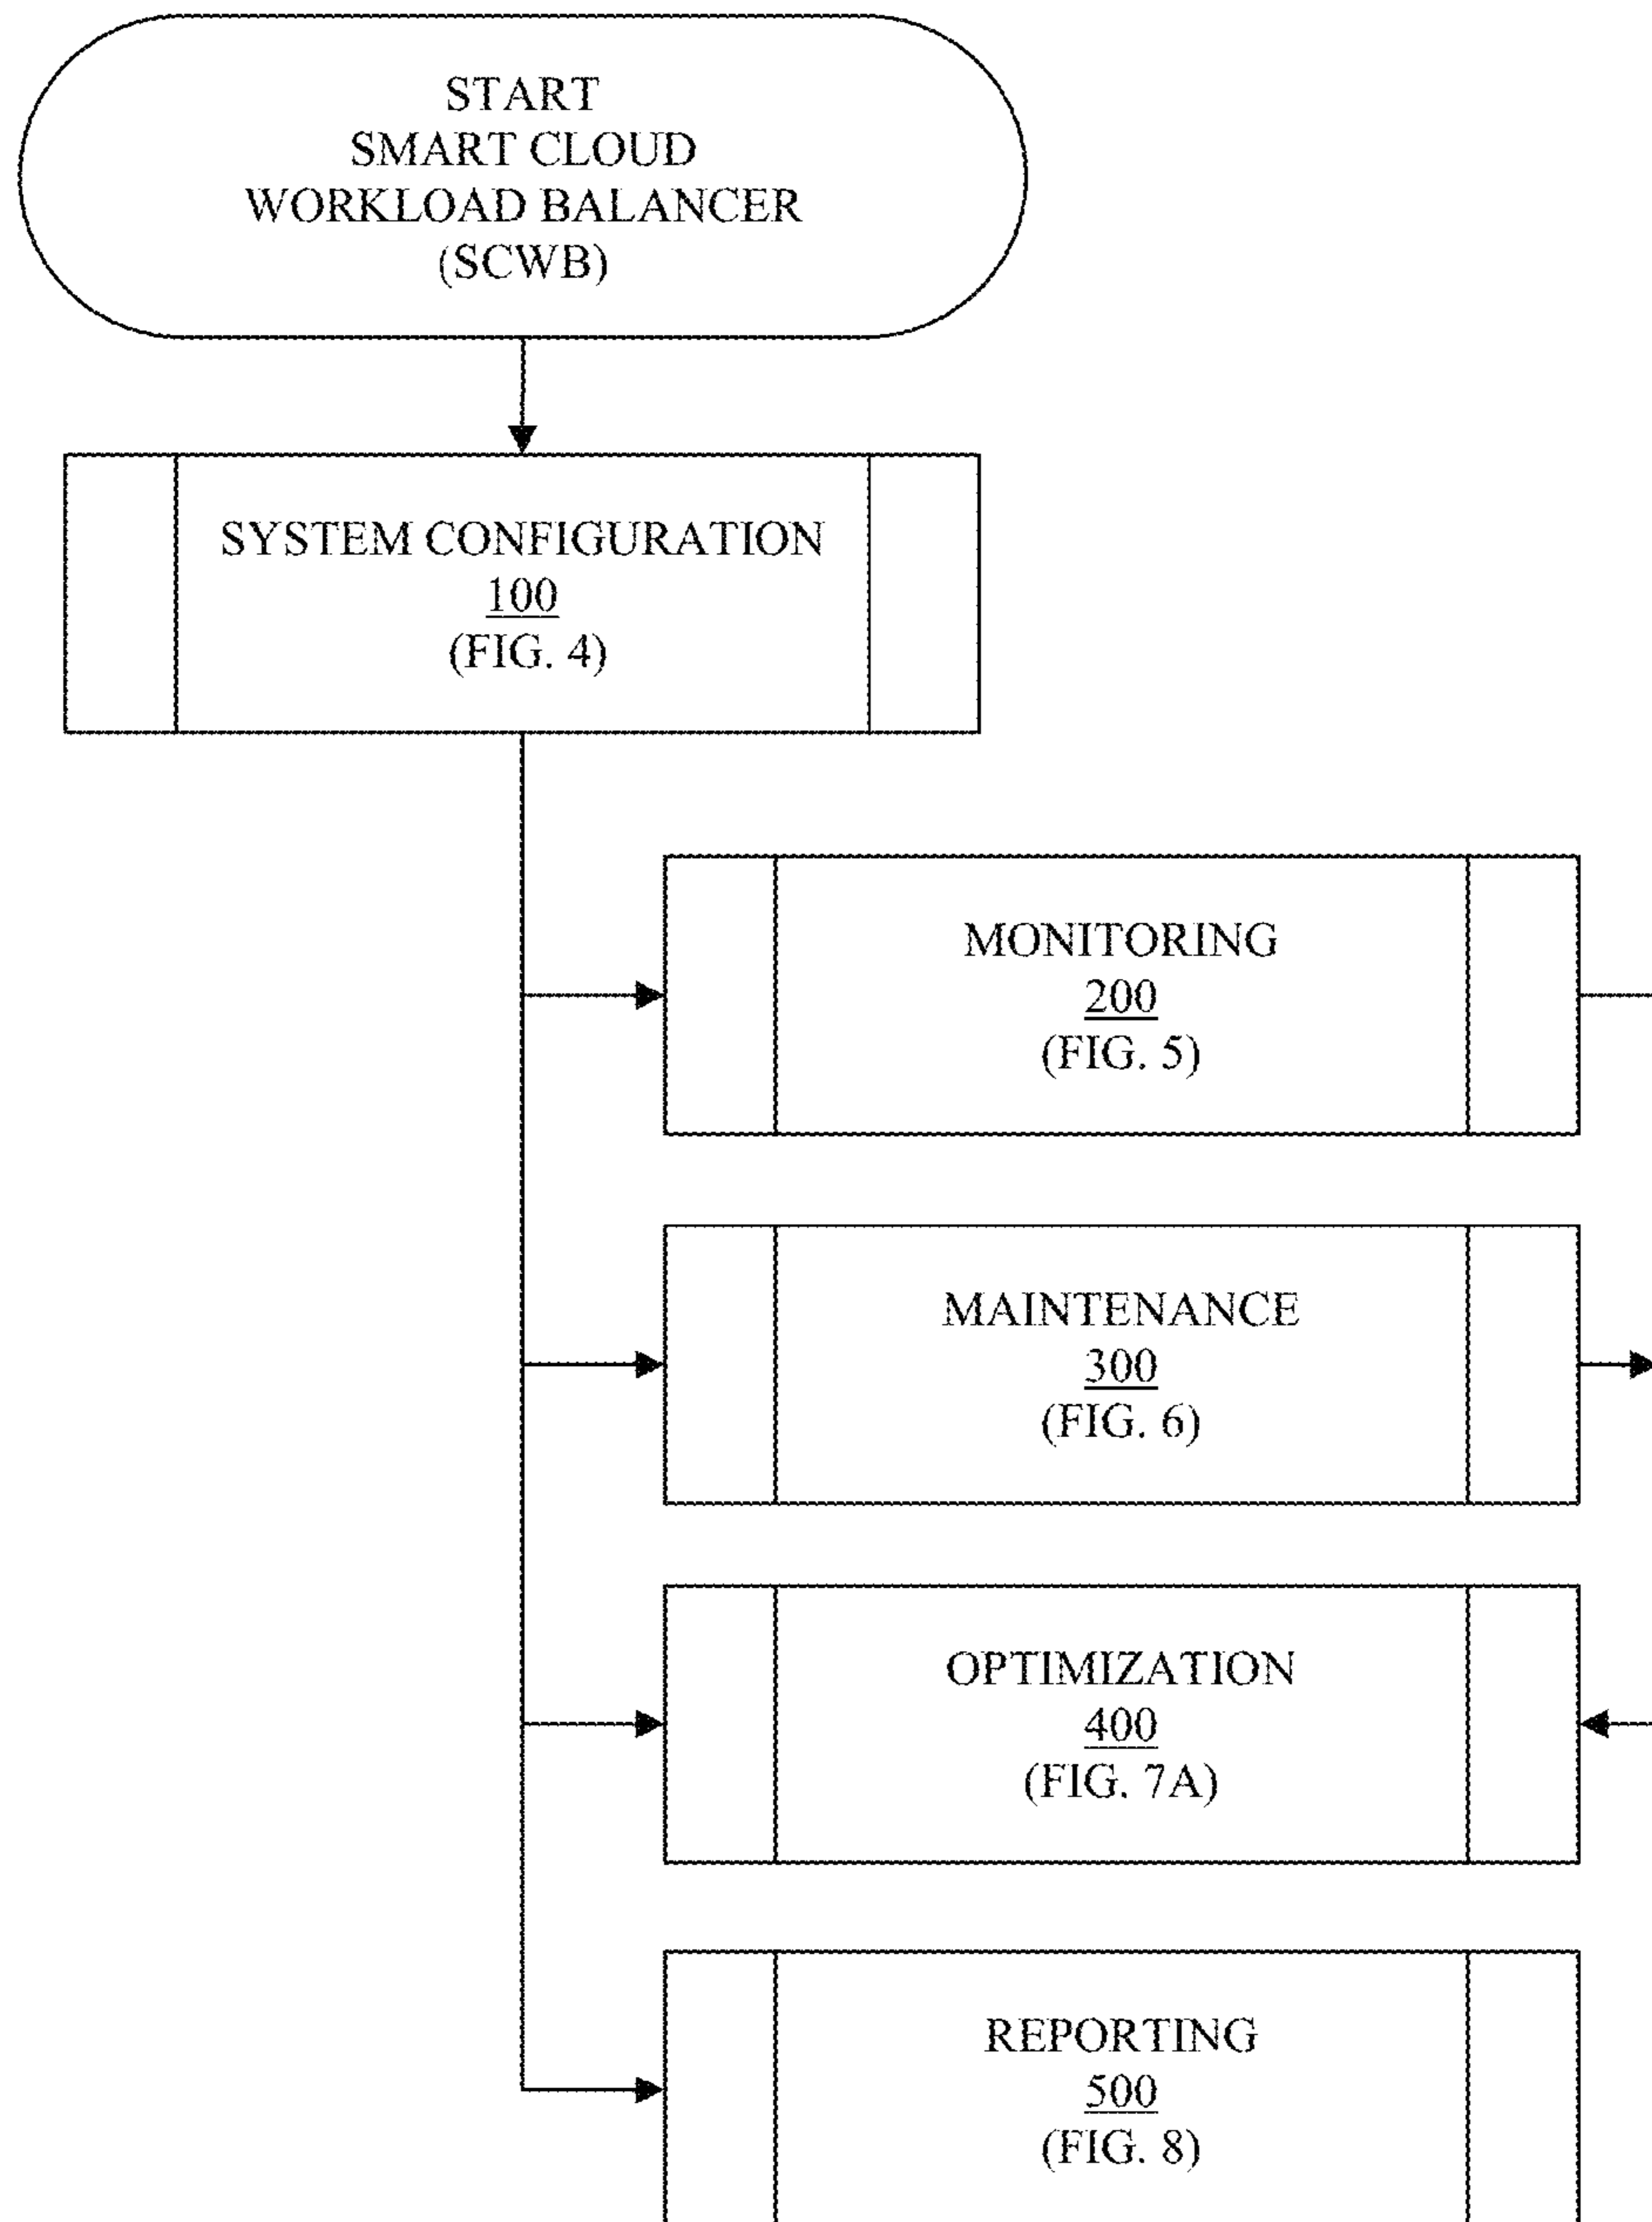 START
SMART CLOUD
WORKLOAD BALANCER
(SCWB)
SYSTEM CONFIGURATION
100
(FIG. 4)
MONITORING
200
(FIG. 5)
MAINTENANCE
300
(FIG. 6)
OPTIMIZATION
400
(FIG. 7A)
REPORTING
500
(FIG. 8)